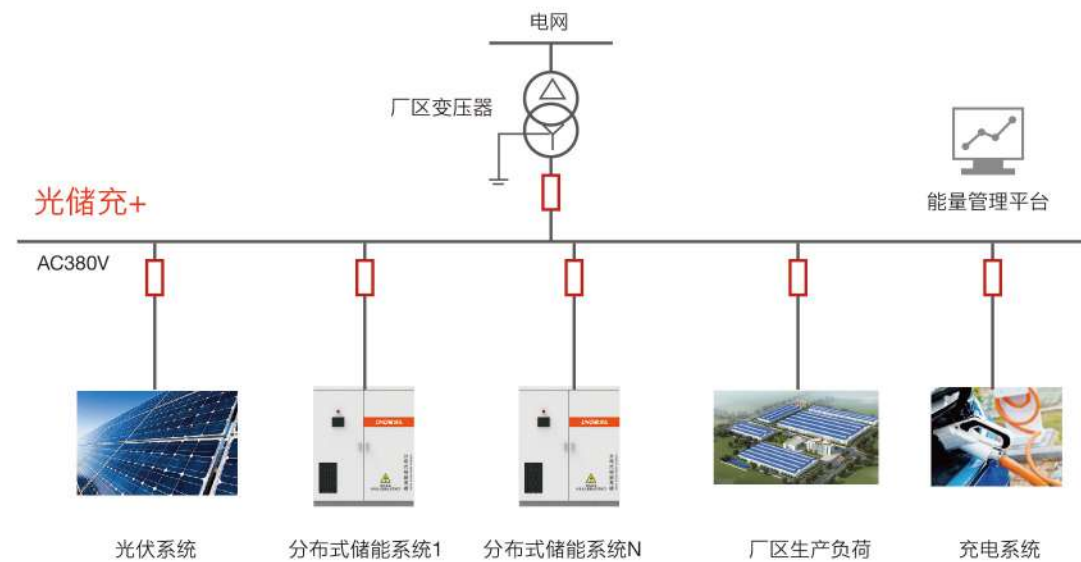 电网
厂区变压器
光储充+
能量管理平台
AC380V
光伏系统
分布式储能系统1
分布式储能系统N
厂区生产负荷
充电系统